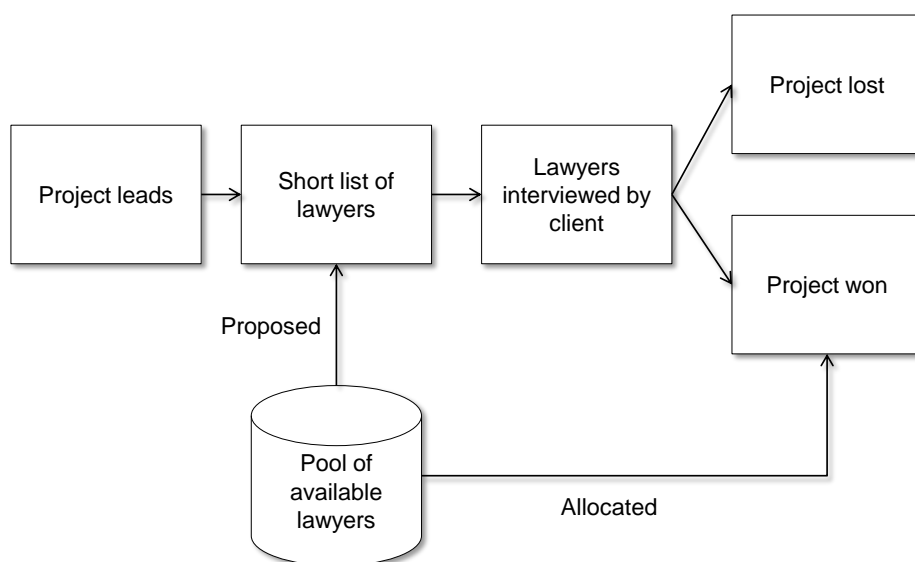 Project lost
Project leads
Short list of
lawyers
Lawyers
interviewed by
client
Project won
Proposed
Pool of
available
lawyers
Allocated